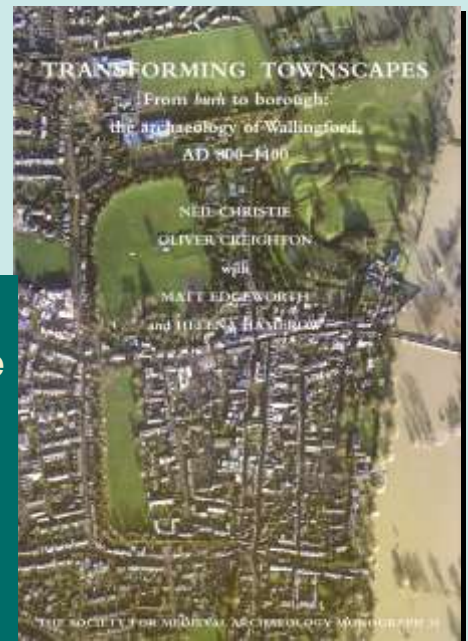 TRANSFORMING TOWNSCAPES
From burh to borough:
the archaeology of Wallingford,
AD 800–1400
NEIL CHRISTIE
OLIVER CREIGHTON
with
MATT EDGEWORTH
and HELENA HAMEROW
THE SOCIETY FOR MEDIEVAL ARCHAEOLOGY MONOGRAPH
e